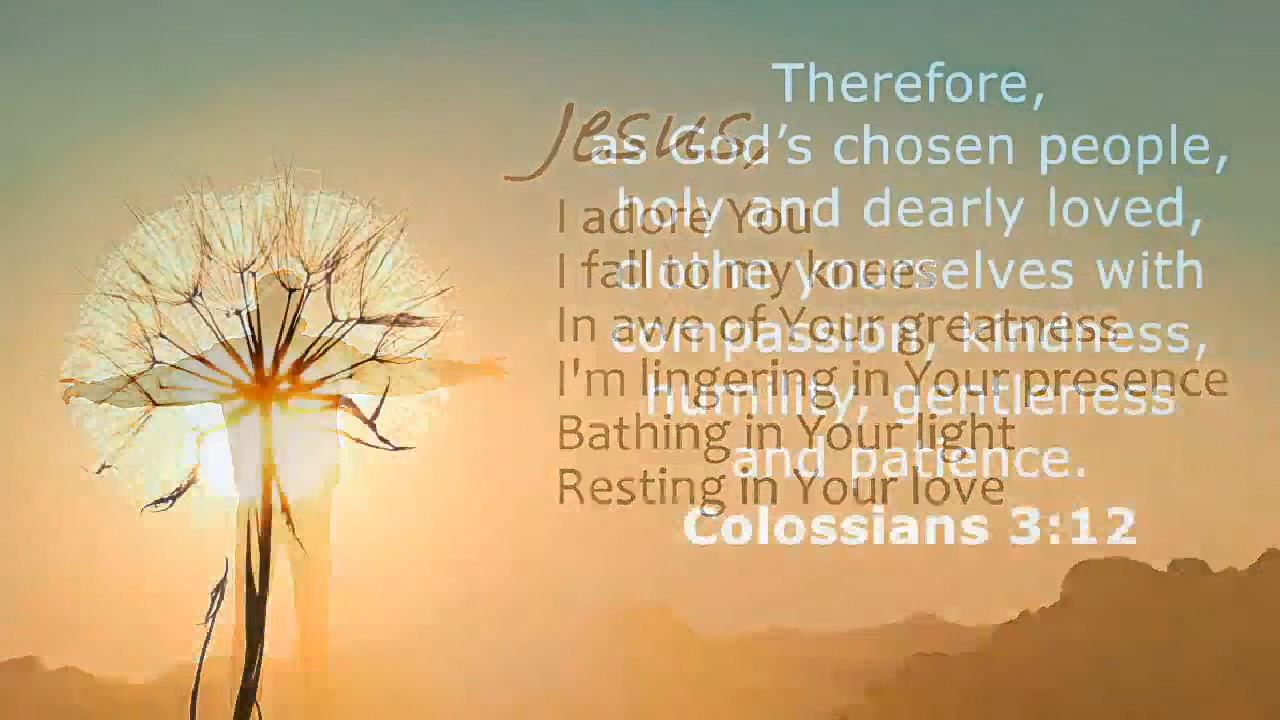 Jesus,
I adore You
I fall to my knees
In awe of Your greatness
I'm lingering in Your presence
Bathing in Your light
Resting in Your love
Therefore,
as God’s chosen people,
holy and dearly loved,
clothe yourselves with
compassion, kindness,
humility, gentleness
and patience.
Colossians 3:12